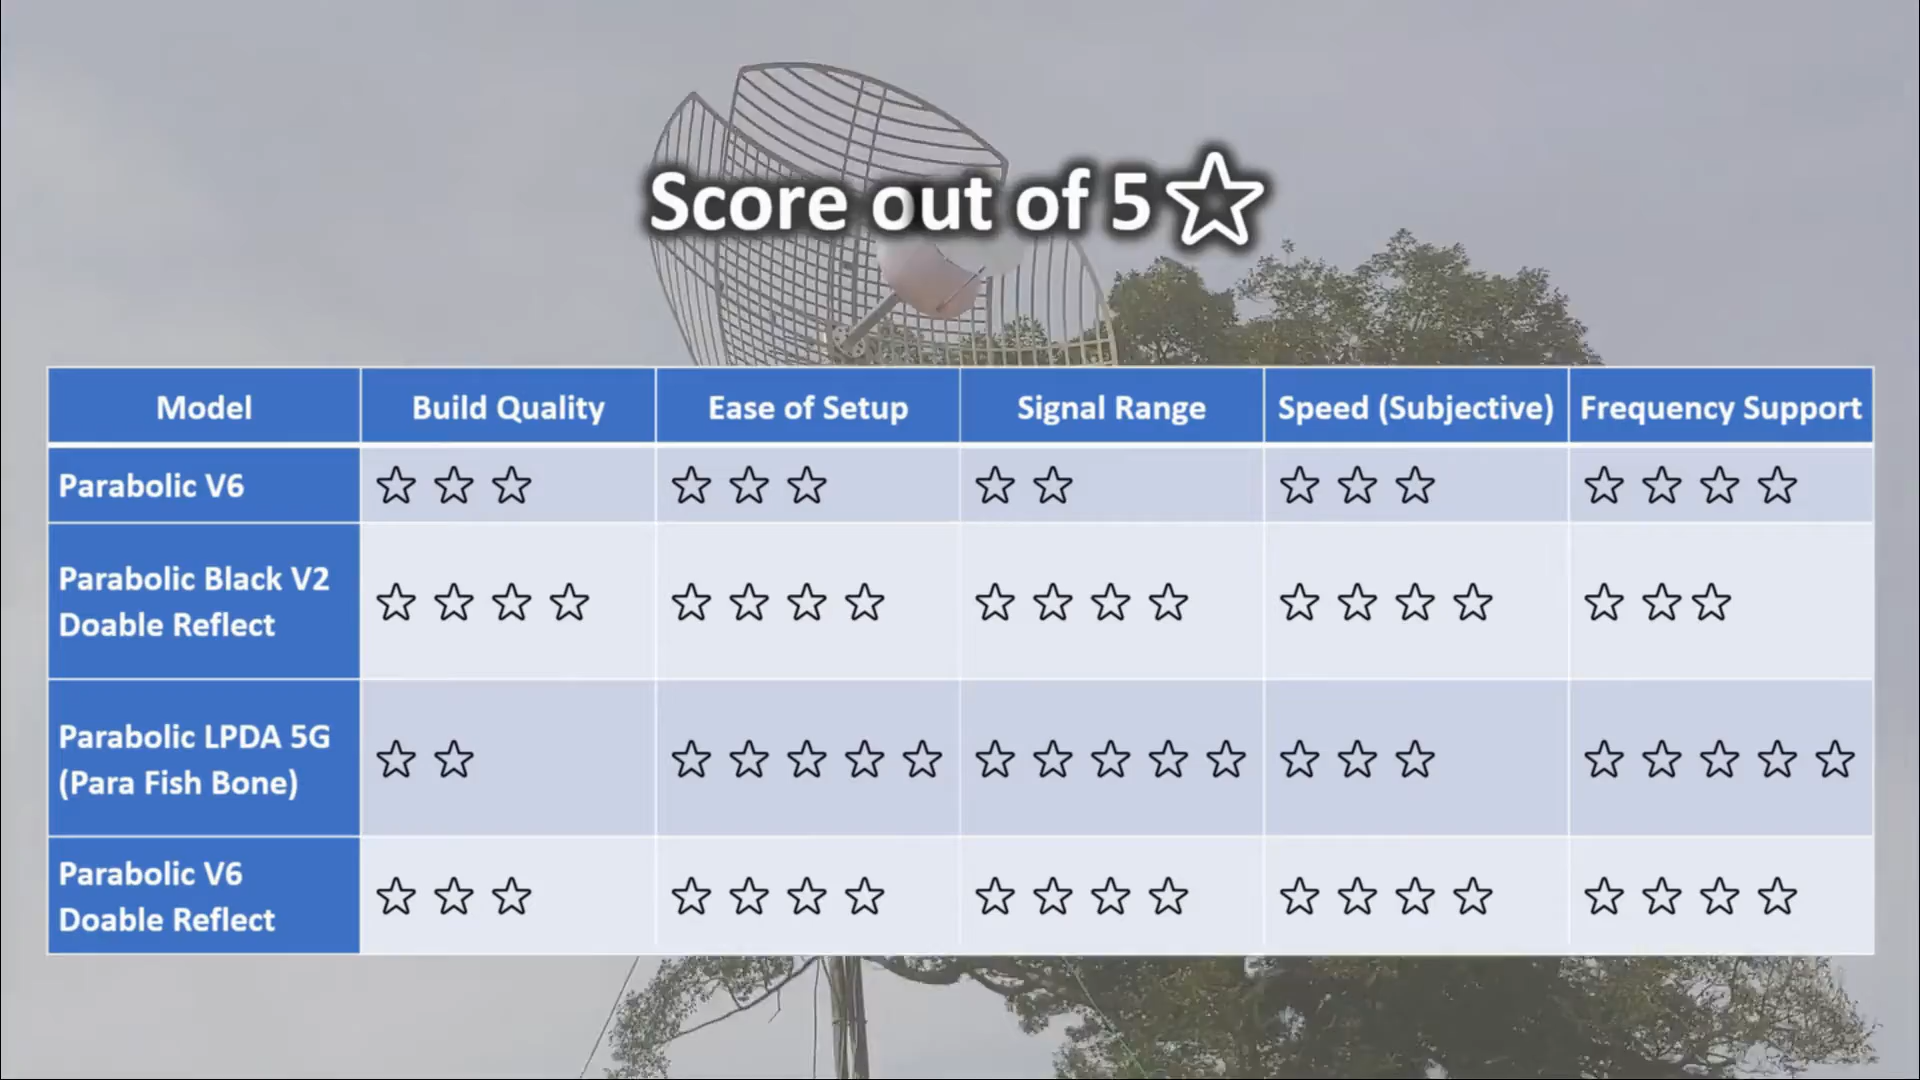 Score out of 5 ☆
Model Build Quality Ease of Setup Signal Range Speed (Subjective) Frequency Support
Parabolic V6 ☆ ☆ ☆ ☆ ☆ ☆ ☆ ☆ ☆ ☆ ☆ ☆ ☆ ☆ ☆
Parabolic Black V2
Doable Reflect ☆ ☆ ☆ ☆ ☆ ☆ ☆ ☆ ☆ ☆ ☆ ☆ ☆ ☆ ☆ ☆ ☆ ☆ ☆
Parabolic LPDA 5G
(Para Fish Bone) ☆ ☆ ☆ ☆ ☆ ☆ ☆ ☆ ☆ ☆ ☆ ☆ ☆ ☆ ☆ ☆ ☆ ☆ ☆ ☆
Parabolic V6
Doable Reflect ☆ ☆ ☆ ☆ ☆ ☆ ☆ ☆ ☆ ☆ ☆ ☆ ☆ ☆ ☆ ☆ ☆ ☆ ☆